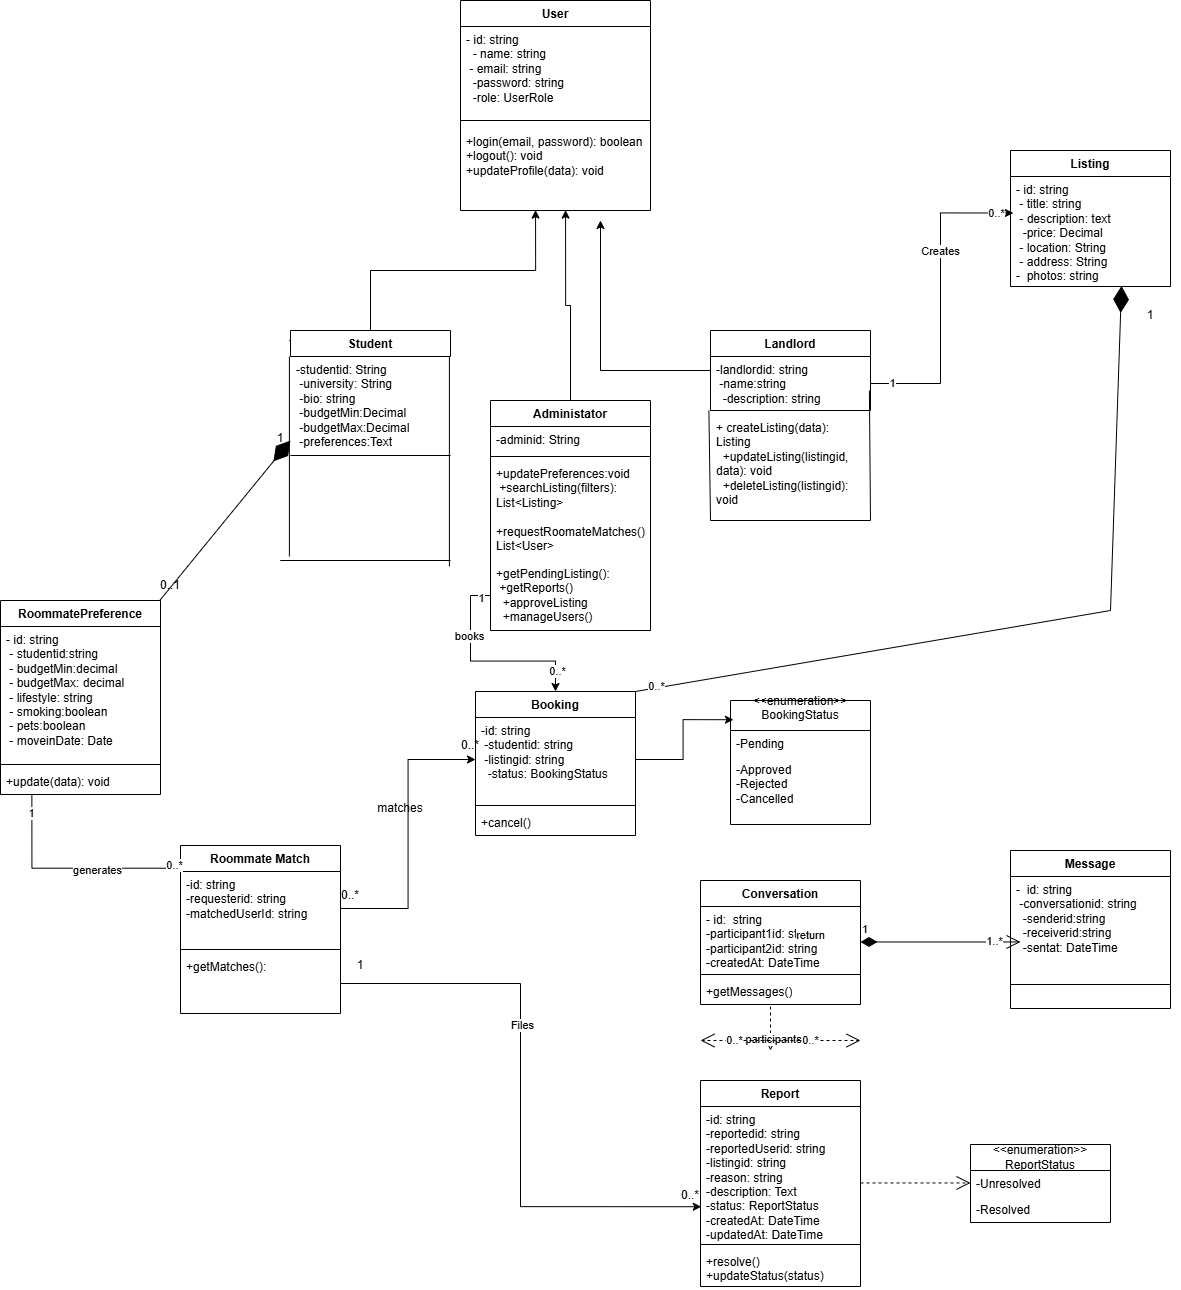 User
- id: string
- name: string
- email: string
-password: string
-role: UserRole
+login(email, password): boolean
+logout(): void
+updateProfile(data): void
Listing
- id: string
- title: string
- description: text
-price: Decimal
- location: String
- address: String
- photos: string
0..*
Creates
1
1
Student
-studentid: String
-university: String
-bio: string
-budgetMin:Decimal
-budgetMax:Decimal
-preferences:Text
1
0..1
Administator
-adminid: String
+updatePreferences:void
+searchListing(filters):
List<Listing>
+requestRoomateMatches()
List<User>
+getPendingListing():
+getReports()
+approveListing
+manageUsers()
Landlord
-landlordid: string
-name:string
-description: string
+ createListing(data):
Listing
+updateListing(listingid,
data): void
+deleteListing(listingid):
void
1
books
0..*
RoommatePreference
- id: string
- studentid:string
- budgetMin:decimal
- budgetMax: decimal
- lifestyle: string
- smoking:boolean
- pets:boolean
- moveinDate: Date
+update(data): void
1
generates
0..*
Booking
-id: string
-studentid: string
-listingid: string
-status: BookingStatus
+cancel()
0..*
0..*
matches
0..*
<<enumeration>>
BookingStatus
-Pending
-Approved
-Rejected
-Cancelled
Roommate Match
-id: string
-requesterid: string
-matchedUserId: string
+getMatches():
1
Files
0..*
Conversation
- id: string
-participant1id: s
return
-participant2id: string
-createdAt: DateTime
+getMessages()
1
1..*
Message
- id: string
-conversationid: string
-senderid:string
-receiverid:string
-sentat: DateTime
0..* participants 0..*
Report
-id: string
-reportedid: string
-reportedUserid: string
-listingid: string
-reason: string
-description: Text
-status: ReportStatus
-createdAt: DateTime
-updatedAt: DateTime
+resolve()
+updateStatus(status)
<<enumeration>>
ReportStatus
-Unresolved
-Resolved